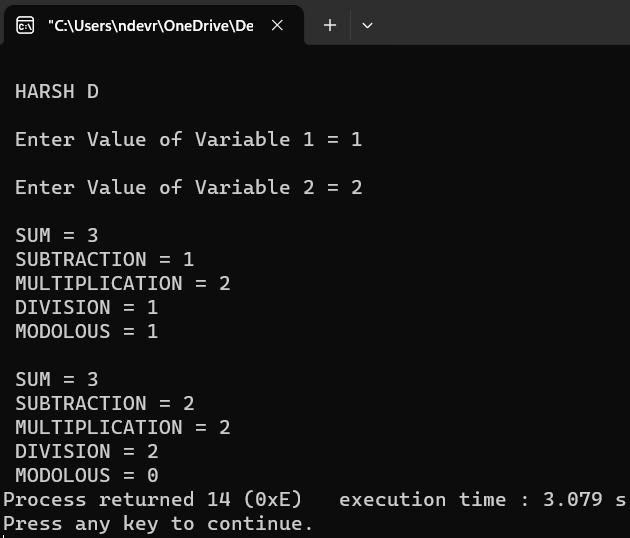 "C:\Users\ndevr\OneDrive\De
HARSH D
Enter Value of Variable 1 = 1
Enter Value of Variable 2 = 2
SUM = 3
SUBTRACTION = 1
MULTIPLICATION = 2
DIVISION = 1
MODOLOUS = 1
SUM = 3
SUBTRACTION = 2
MULTIPLICATION = 2
DIVISION = 2
MODOLOUS = 0
Process returned 14 (0xE)   execution time : 3.079 s
Press any key to continue.